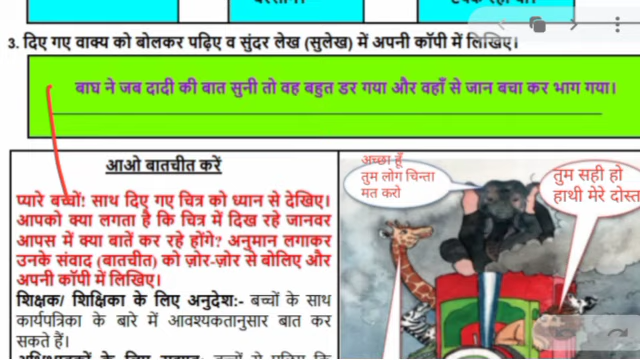 3. दिए गए वाक्य को बोलकर पढ़िए व सुंदर लेख (सुलेख) में अपनी कॉपी में लिखिए।
बाघ ने जब दादी की बात सुनी तो वह बहुत डर गया और वहाँ से जान बचा कर भाग गया।
आओ बातचीत करें
प्यारे बच्चों! साथ दिए गए चित्र को ध्यान से देखिए।
आपको क्या लगता है कि चित्र में दिख रहे जानवर
आपस में क्या बातें कर रहे होंगे? अनुमान लगाकर
उनके संवाद (बातचीत) को ज़ोर-ज़ोर से बोलिए और
अपनी कॉपी में लिखिए।
शिक्षक/ शिक्षिका के लिए अनुदेश:- बच्चों के साथ
कार्यपत्रिका के बारे में आवश्यकतानुसार बात कर
सकते हैं।
अच्छा हूँ
तुम लोग चिन्ता
मत करो
तुम सही हो
हाथी मेरे दोस्त